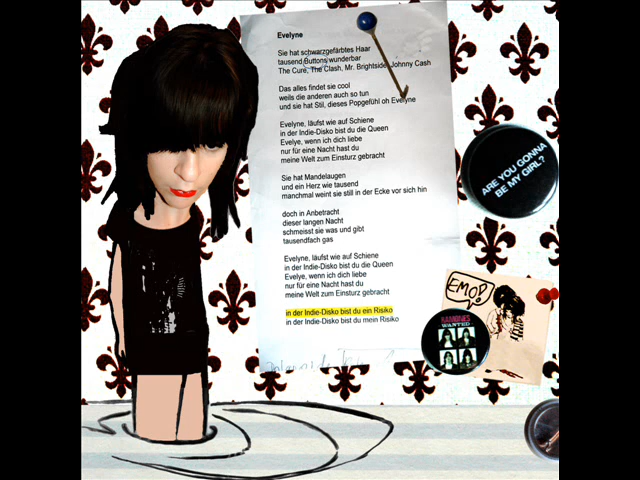 Evelyne
Sie hat schwarzgefärbtes Haar
tausend Buttons wunderbar
The Cure, The Clash, Mr. Brightside, Johnny Cash
Das alles findet sie cool
weils die anderen auch so tun
und sie hat Stil, dieses Popgefühl oh Evelyne
Evelyne, läufst wie auf Schiene
in der Indie-Disko bist du die Queen
Evelye, wenn ich dich liebe
nur für eine Nacht hast du
meine Welt zum Einsturz gebracht
Sie hat Mandelaugen
und ein Herz wie tausend
manchmal weint sie still in der Ecke vor sich hin
doch in Anbetracht
dieser langen Nacht
schmeisst sie was und gibt
tausendfach gas
Evelyne, läufst wie auf Schiene
in der Indie-Disko bist du die Queen
Evelye, wenn ich dich liebe
nur für eine Nacht hast du
meine Welt zum Einsturz gebracht
in der Indie-Disko bist du ein Risiko
in der Indie-Disko bist du mein Risiko
ARE YOU GONNA
BE MY GIRL?
EMO?!
RAMONES
WANTED